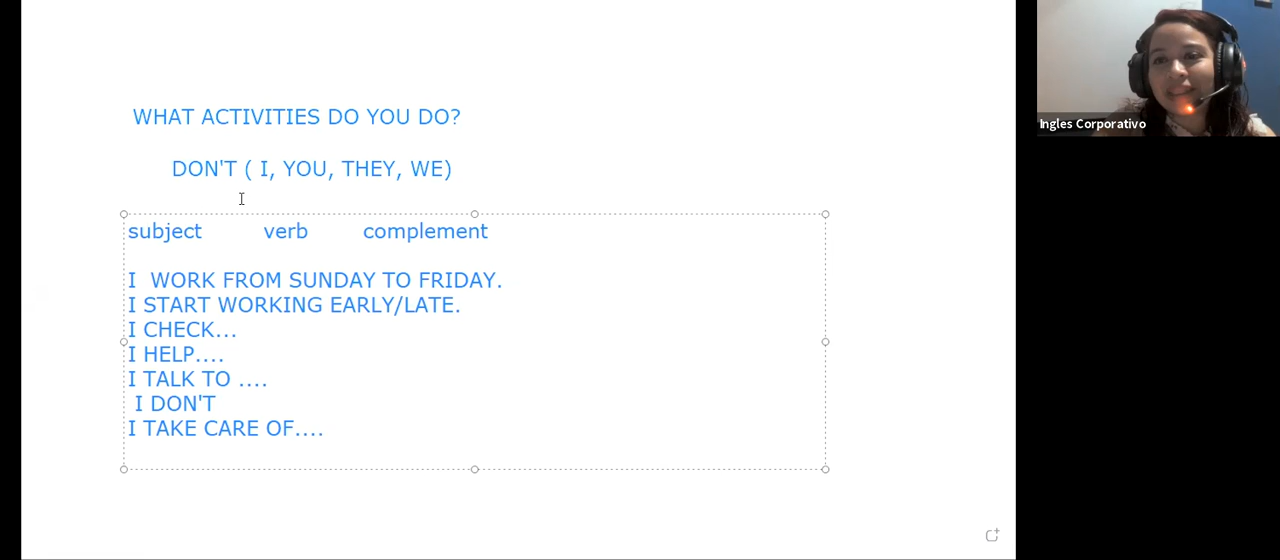 WHAT ACTIVITIES DO YOU DO?
DON'T ( I, YOU, THEY, WE)
subject verb complement
I WORK FROM SUNDAY TO FRIDAY.
I START WORKING EARLY/LATE.
I CHECK...
I HELP....
I TALK TO ....
I DON'T
I TAKE CARE OF....
Ingles Corporativo